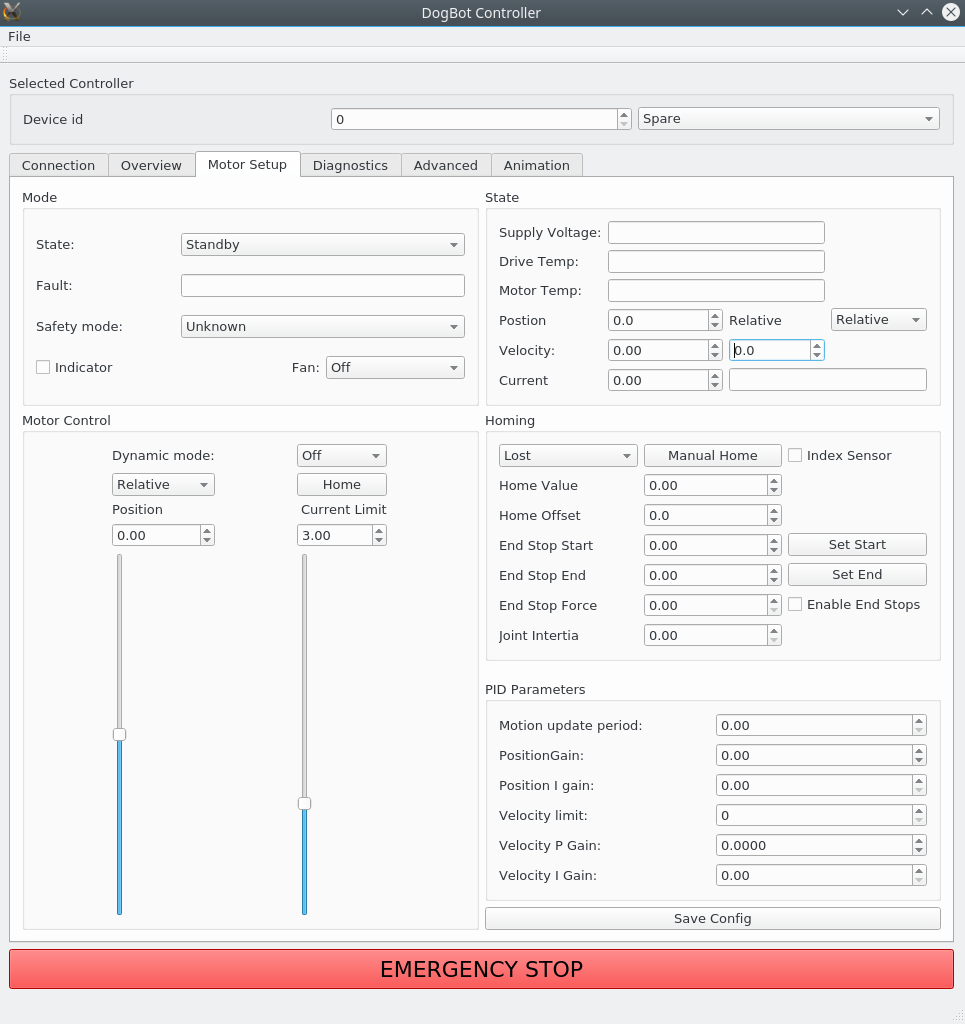 DogBot Controller
File
Selected Controller
Device id 0 Spare
Connection Overview Motor Setup Diagnostics Advanced Animation
Mode
State: Standby
Fault:
Safety mode: Unknown
Indicator Fan: Off
State
Supply Voltage:
Drive Temp:
Motor Temp:
Postion 0.0 Relative Relative
Velocity: 0.00 0.0
Current 0.00
Motor Control
Dynamic mode: Off
Relative Home
Position Current Limit
0.00 3.00
Homing
Lost Manual Home Index Sensor
Home Value 0.00
Home Offset 0.0
End Stop Start 0.00 Set Start
End Stop End 0.00 Set End
End Stop Force 0.00 Enable End Stops
Joint Intertia 0.00
PID Parameters
Motion update period: 0.00
PositionGain: 0.00
Position I gain: 0.00
Velocity limit: 0
Velocity P Gain: 0.0000
Velocity I Gain: 0.00
Save Config
EMERGENCY STOP